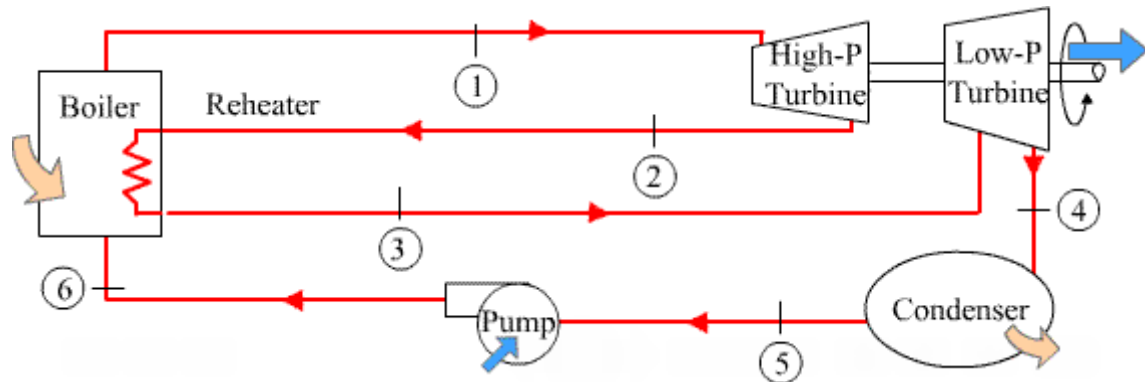 High-P
Turbine
Low-P
Turbine
1
Boiler
Reheater
2
3
4
6
Pump
Condenser
5